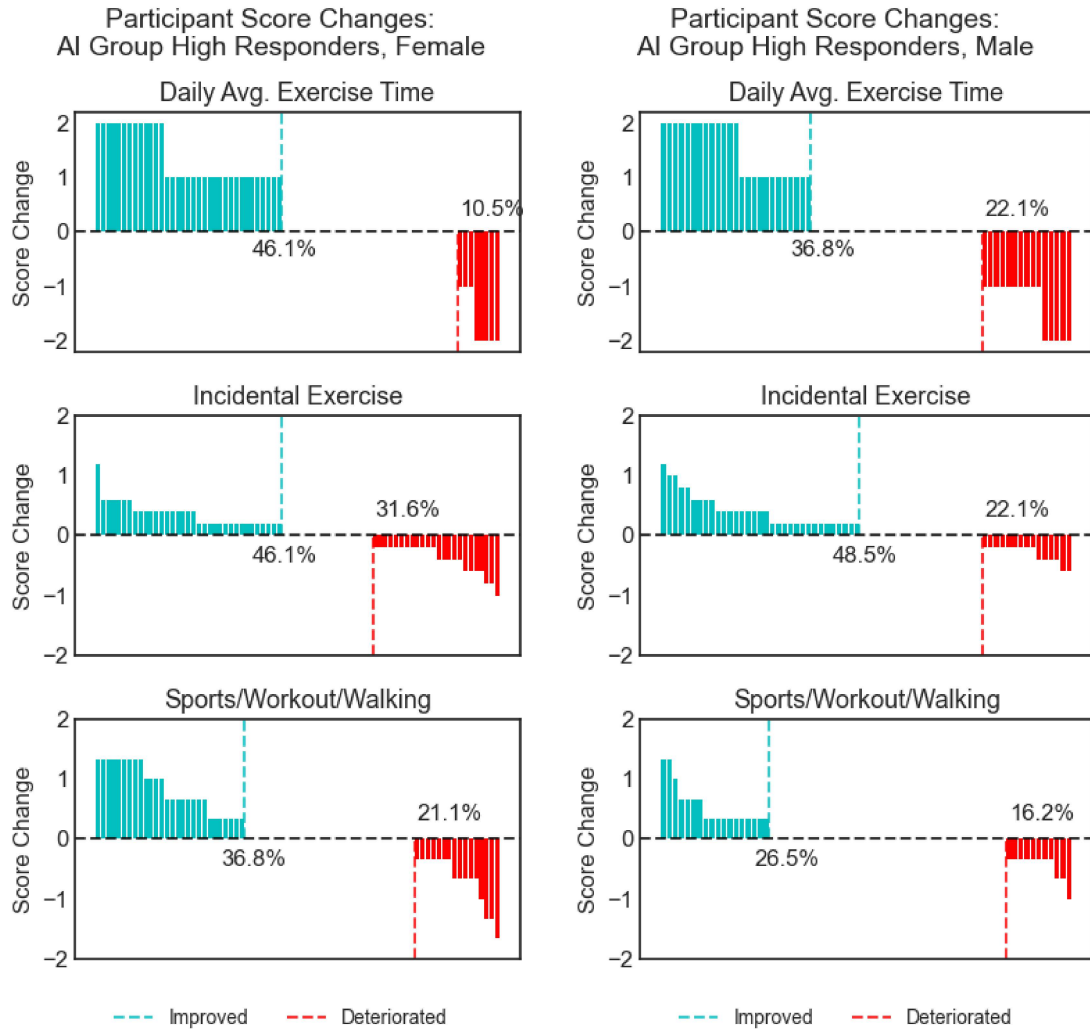 Participant Score Changes:
AI Group High Responders, Female
Daily Avg. Exercise Time
Score Change
2
1
0
−1
−2
46.1%
10.5%
Incidental Exercise
Score Change
2
1
0
−1
−2
46.1%
31.6%
Sports/Workout/Walking
Score Change
2
1
0
−1
−2
36.8%
21.1%
Improved
Deteriorated
Participant Score Changes:
AI Group High Responders, Male
Daily Avg. Exercise Time
Score Change
2
1
0
−1
−2
36.8%
22.1%
Incidental Exercise
Score Change
2
1
0
−1
−2
48.5%
22.1%
Sports/Workout/Walking
Score Change
2
1
0
−1
−2
26.5%
16.2%
Improved
Deteriorated